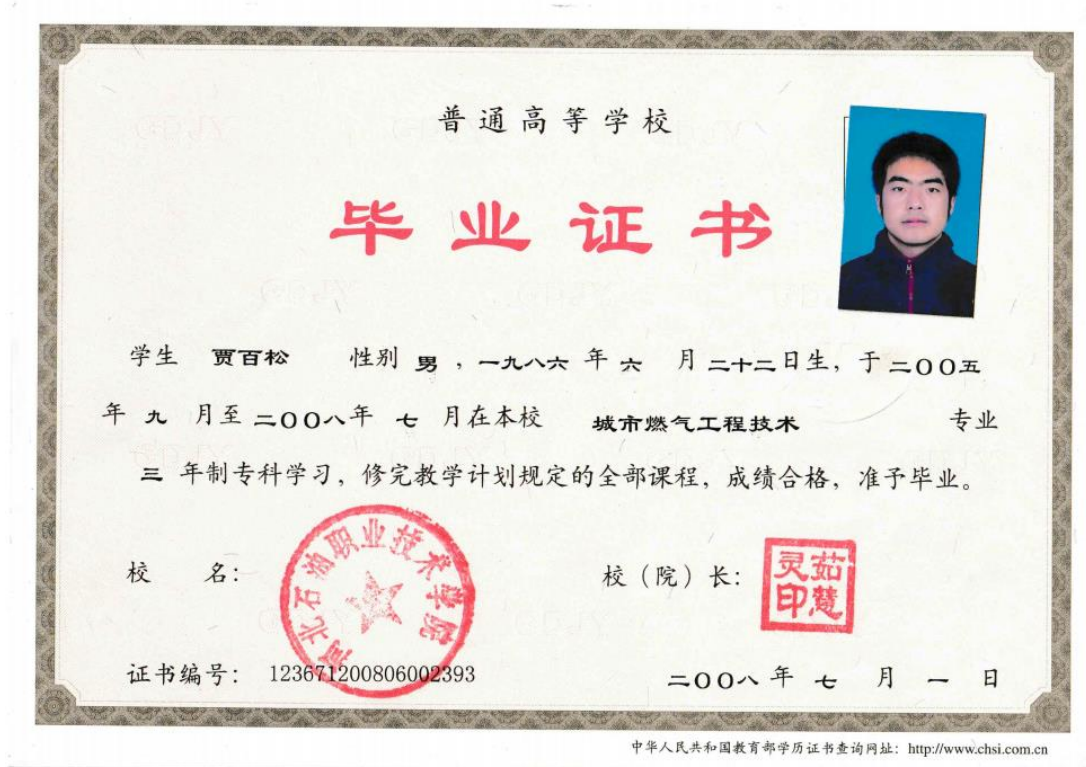 普通高等学校
毕业证书
学生 贾百松 性别 男，一九八六 年 六 月 二十二日生，于 二〇〇五
年 九 月至 二〇〇八年 七 月在本校 城市燃气工程技术 专业
三 年制专科学习，修完教学计划规定的全部课程，成绩合格，准予毕业。
河北石油职业技术学院
校 名：
校（院）长：
茹慧灵印
证书编号： 123671200806002393
二〇〇八 年 七 月 一 日
中华人民共和国教育部学历证书查询网址：http://www.chsi.com.cn